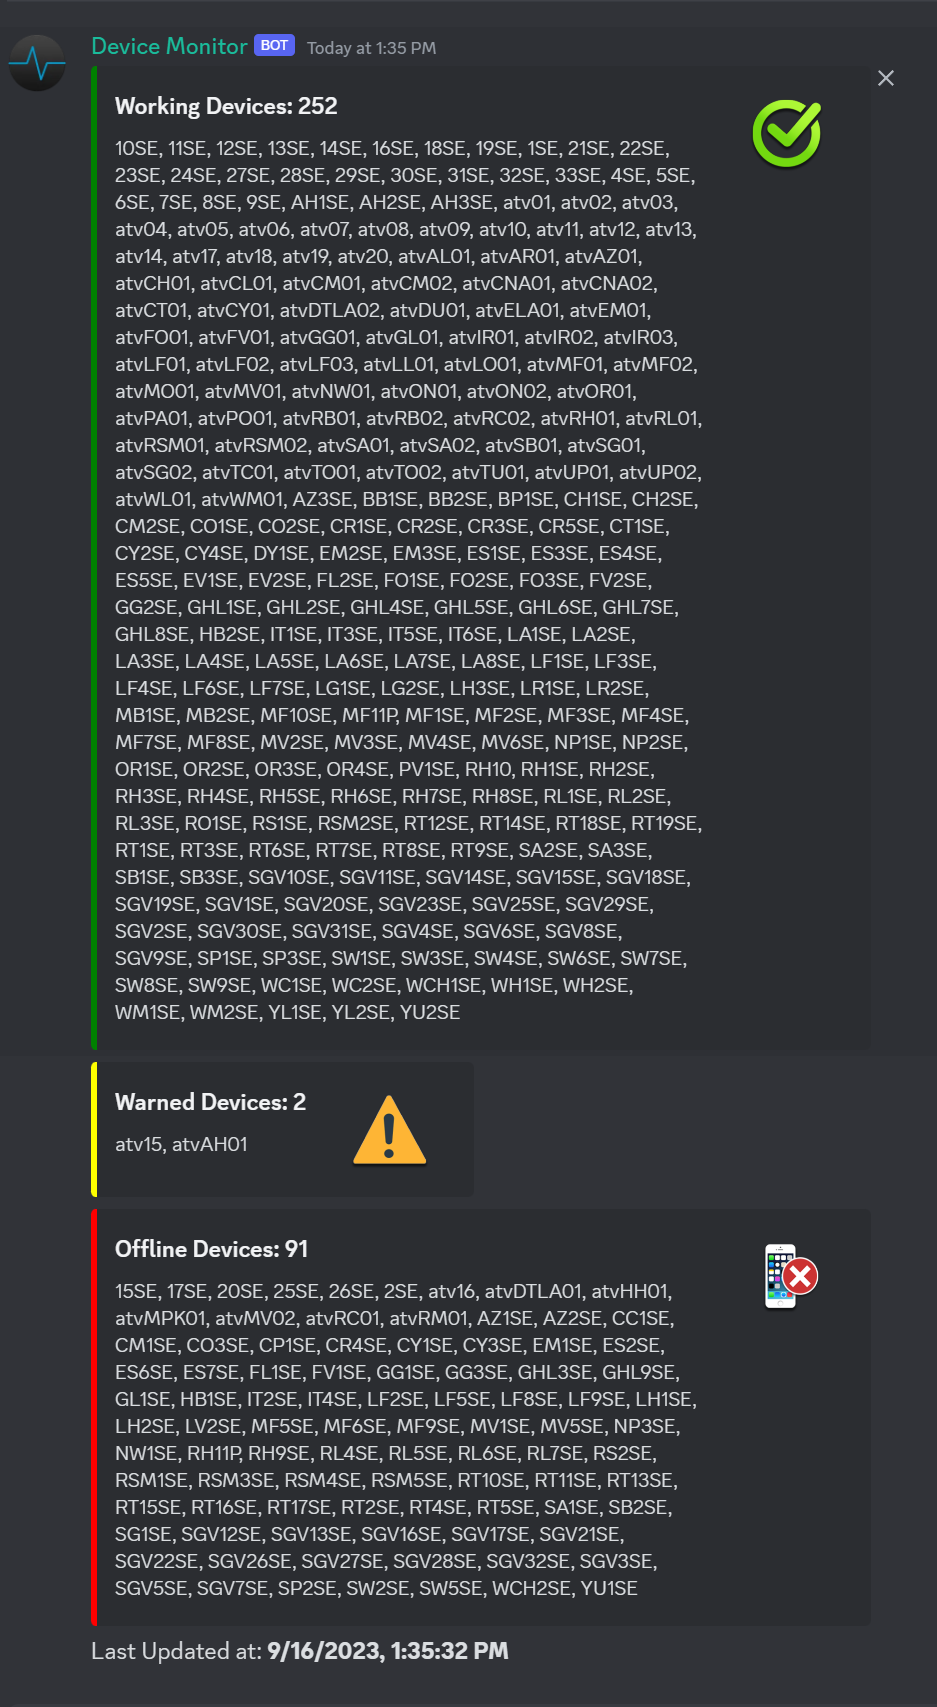 Device Monitor BOT Today at 1:35 PM
Working Devices: 252
10SE, 11SE, 12SE, 13SE, 14SE, 16SE, 18SE, 19SE, 1SE, 21SE, 22SE,
23SE, 24SE, 27SE, 28SE, 29SE, 30SE, 31SE, 32SE, 33SE, 4SE, 5SE,
6SE, 7SE, 8SE, 9SE, AH1SE, AH2SE, AH3SE, atv01, atv02, atv03,
atv04, atv05, atv06, atv07, atv08, atv09, atv10, atv11, atv12, atv13,
atv14, atv17, atv18, atv19, atv20, atvAL01, atvAR01, atvAZ01,
atvCH01, atvCL01, atvCM01, atvCM02, atvCNA01, atvCNA02,
atvCT01, atvCY01, atvDTLA02, atvDU01, atvELA01, atvEM01,
atvFO01, atvFV01, atvGG01, atvGL01, atvIR01, atvIR02, atvIR03,
atvLF01, atvLF02, atvLF03, atvLL01, atvLO01, atvMF01, atvMF02,
atvMO01, atvMV01, atvNW01, atvON01, atvON02, atvOR01,
atvPA01, atvPO01, atvRB01, atvRB02, atvRC02, atvRH01, atvRL01,
atvRSM01, atvRSM02, atvSA01, atvSA02, atvSB01, atvSG01,
atvSG02, atvTC01, atvTO01, atvTO02, atvTU01, atvUP01, atvUP02,
atvWL01, atvWM01, AZ3SE, BB1SE, BB2SE, BP1SE, CH1SE, CH2SE,
CM2SE, CO1SE, CO2SE, CR1SE, CR2SE, CR3SE, CR5SE, CT1SE,
CY2SE, CY4SE, DY1SE, EM2SE, EM3SE, ES1SE, ES3SE, ES4SE,
ES5SE, EV1SE, EV2SE, FL2SE, FO1SE, FO2SE, FO3SE, FV2SE,
GG2SE, GHL1SE, GHL2SE, GHL4SE, GHL5SE, GHL6SE, GHL7SE,
GHL8SE, HB2SE, IT1SE, IT3SE, IT5SE, IT6SE, LA1SE, LA2SE,
LA3SE, LA4SE, LA5SE, LA6SE, LA7SE, LA8SE, LF1SE, LF3SE,
LF4SE, LF6SE, LF7SE, LG1SE, LG2SE, LH3SE, LR1SE, LR2SE,
MB1SE, MB2SE, MF10SE, MF11P, MF1SE, MF2SE, MF3SE, MF4SE,
MF7SE, MF8SE, MV2SE, MV3SE, MV4SE, MV6SE, NP1SE, NP2SE,
OR1SE, OR2SE, OR3SE, OR4SE, PV1SE, RH10, RH1SE, RH2SE,
RH3SE, RH4SE, RH5SE, RH6SE, RH7SE, RH8SE, RL1SE, RL2SE,
RL3SE, RO1SE, RS1SE, RSM2SE, RT12SE, RT14SE, RT18SE, RT19SE,
RT1SE, RT3SE, RT6SE, RT7SE, RT8SE, RT9SE, SA2SE, SA3SE,
SB1SE, SB3SE, SGV10SE, SGV11SE, SGV14SE, SGV15SE, SGV18SE,
SGV19SE, SGV1SE, SGV20SE, SGV23SE, SGV25SE, SGV29SE,
SGV2SE, SGV30SE, SGV31SE, SGV4SE, SGV6SE, SGV8SE,
SGV9SE, SP1SE, SP3SE, SW1SE, SW3SE, SW4SE, SW6SE, SW7SE,
SW8SE, SW9SE, WC1SE, WC2SE, WCH1SE, WH1SE, WH2SE,
WM1SE, WM2SE, YL1SE, YL2SE, YU2SE
Warned Devices: 2
atv15, atvAH01
Offline Devices: 91
15SE, 17SE, 20SE, 25SE, 26SE, 2SE, atv16, atvDTLA01, atvHH01,
atvMPK01, atvMV02, atvRC01, atvRM01, AZ1SE, AZ2SE, CC1SE,
CM1SE, CO3SE, CP1SE, CR4SE, CY1SE, CY3SE, EM1SE, ES2SE,
ES6SE, ES7SE, FL1SE, FV1SE, GG1SE, GG3SE, GHL3SE, GHL9SE,
GL1SE, HB1SE, IT2SE, IT4SE, LF2SE, LF5SE, LF8SE, LF9SE, LH1SE,
LH2SE, LV2SE, MF5SE, MF6SE, MF9SE, MV1SE, MV5SE, NP3SE,
NW1SE, RH11P, RH9SE, RL4SE, RL5SE, RL6SE, RL7SE, RS2SE,
RSM1SE, RSM3SE, RSM4SE, RSM5SE, RT10SE, RT11SE, RT13SE,
RT15SE, RT16SE, RT17SE, RT2SE, RT4SE, RT5SE, SA1SE, SB2SE,
SG1SE, SGV12SE, SGV13SE, SGV16SE, SGV17SE, SGV21SE,
SGV22SE, SGV26SE, SGV27SE, SGV28SE, SGV32SE, SGV3SE,
SGV5SE, SGV7SE, SP2SE, SW2SE, SW5SE, WCH2SE, YU1SE
Last Updated at: 9/16/2023, 1:35:32 PM